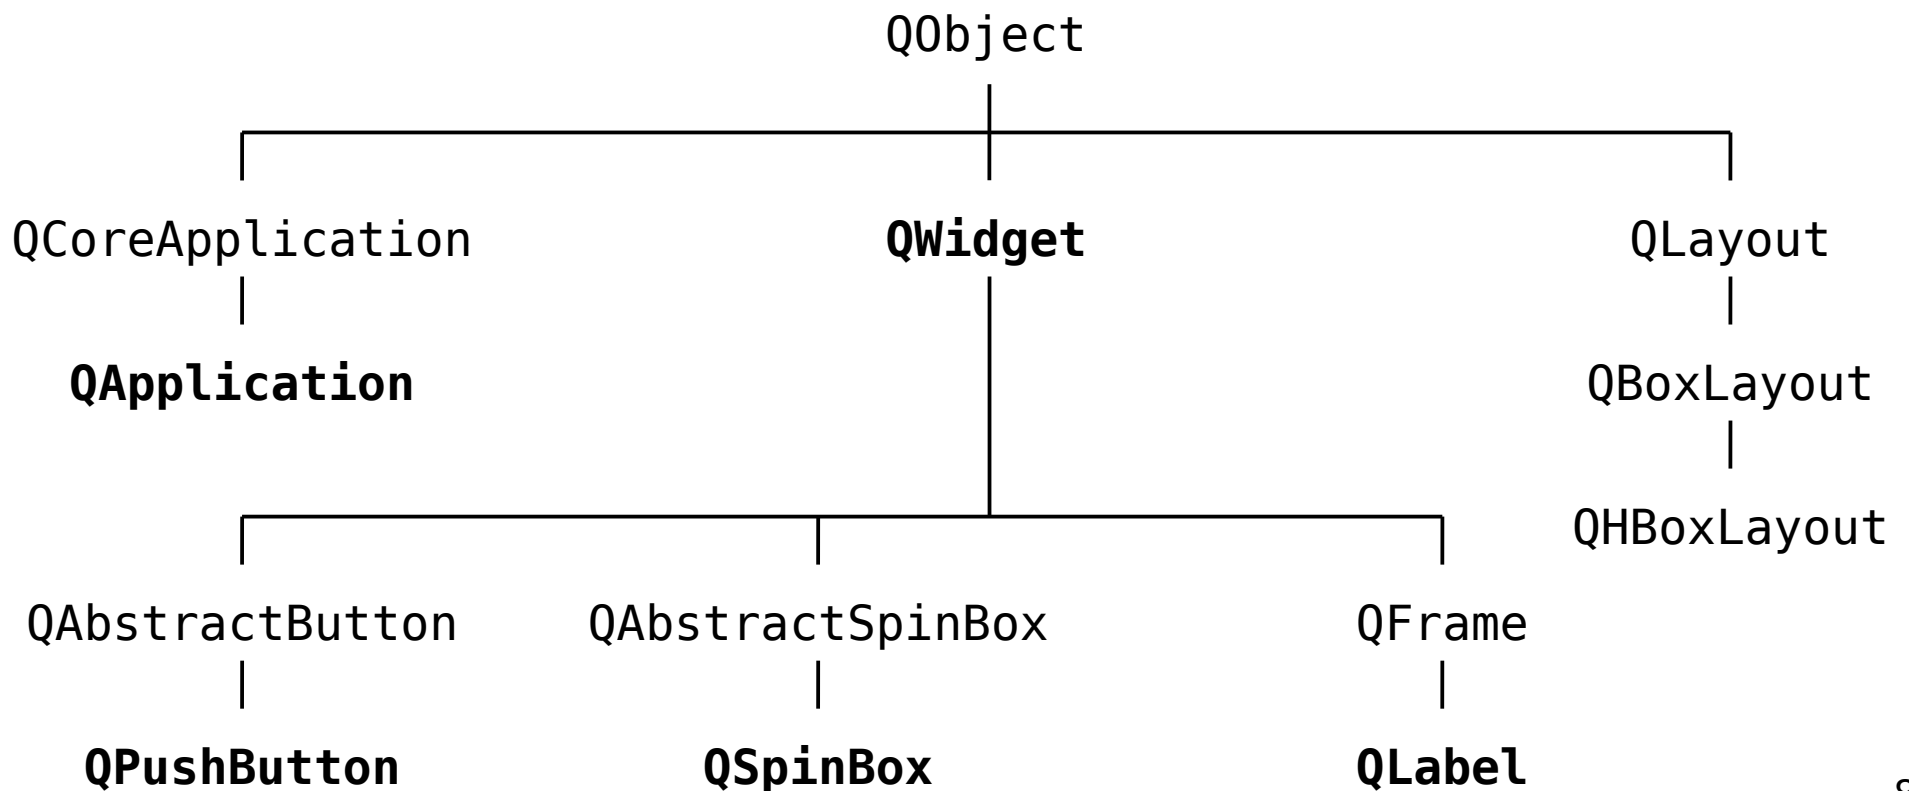 QObject
QCoreApplication QWidget QLayout
QApplication QBoxLayout
QHBoxLayout
QAbstractButton QAbstractSpinBox QFrame
QPushButton QSpinBox QLabel